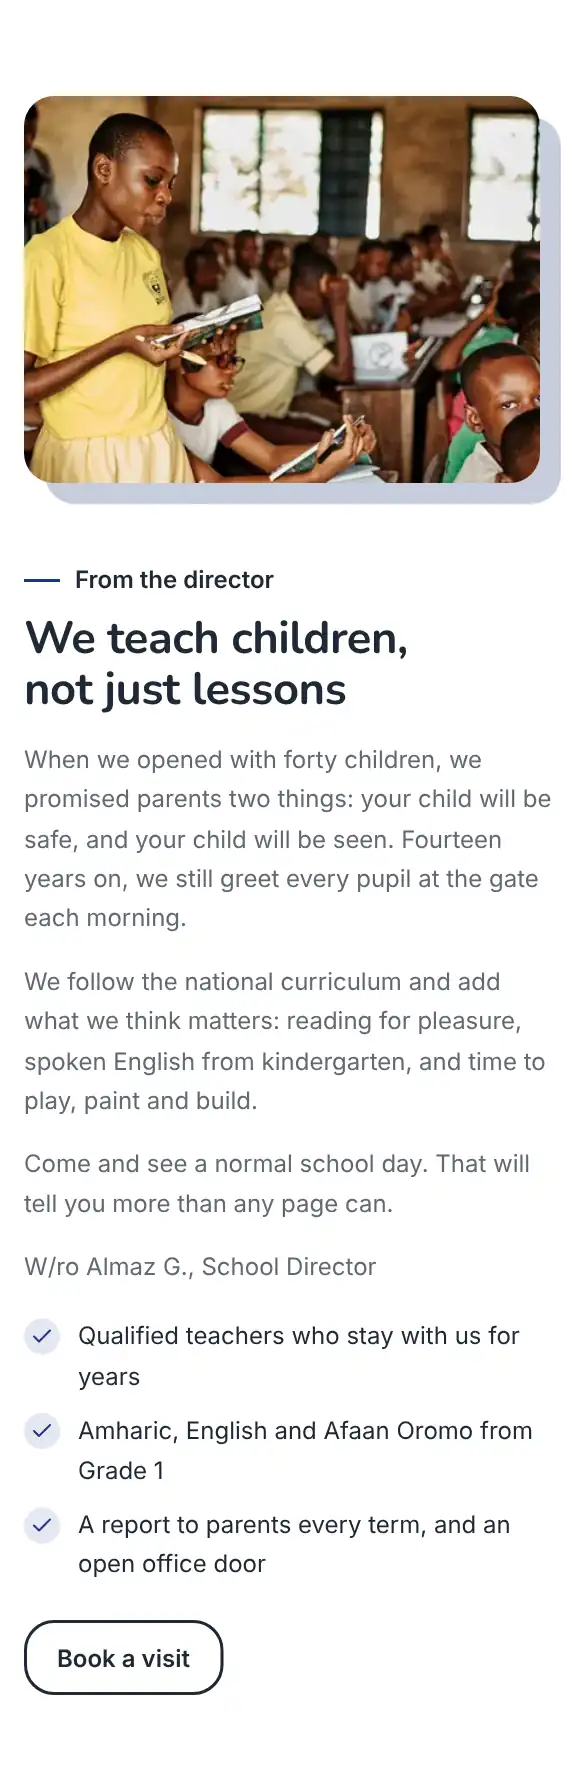 From the director
We teach children,
not just lessons
When we opened with forty children, we
promised parents two things: your child will be
safe, and your child will be seen. Fourteen
years on, we still greet every pupil at the gate
each morning.
We follow the national curriculum and add
what we think matters: reading for pleasure,
spoken English from kindergarten, and time to
play, paint and build.
Come and see a normal school day. That will
tell you more than any page can.
W/ro Almaz G., School Director
Qualified teachers who stay with us for
years
Amharic, English and Afaan Oromo from
Grade 1
A report to parents every term, and an
open office door
Book a visit